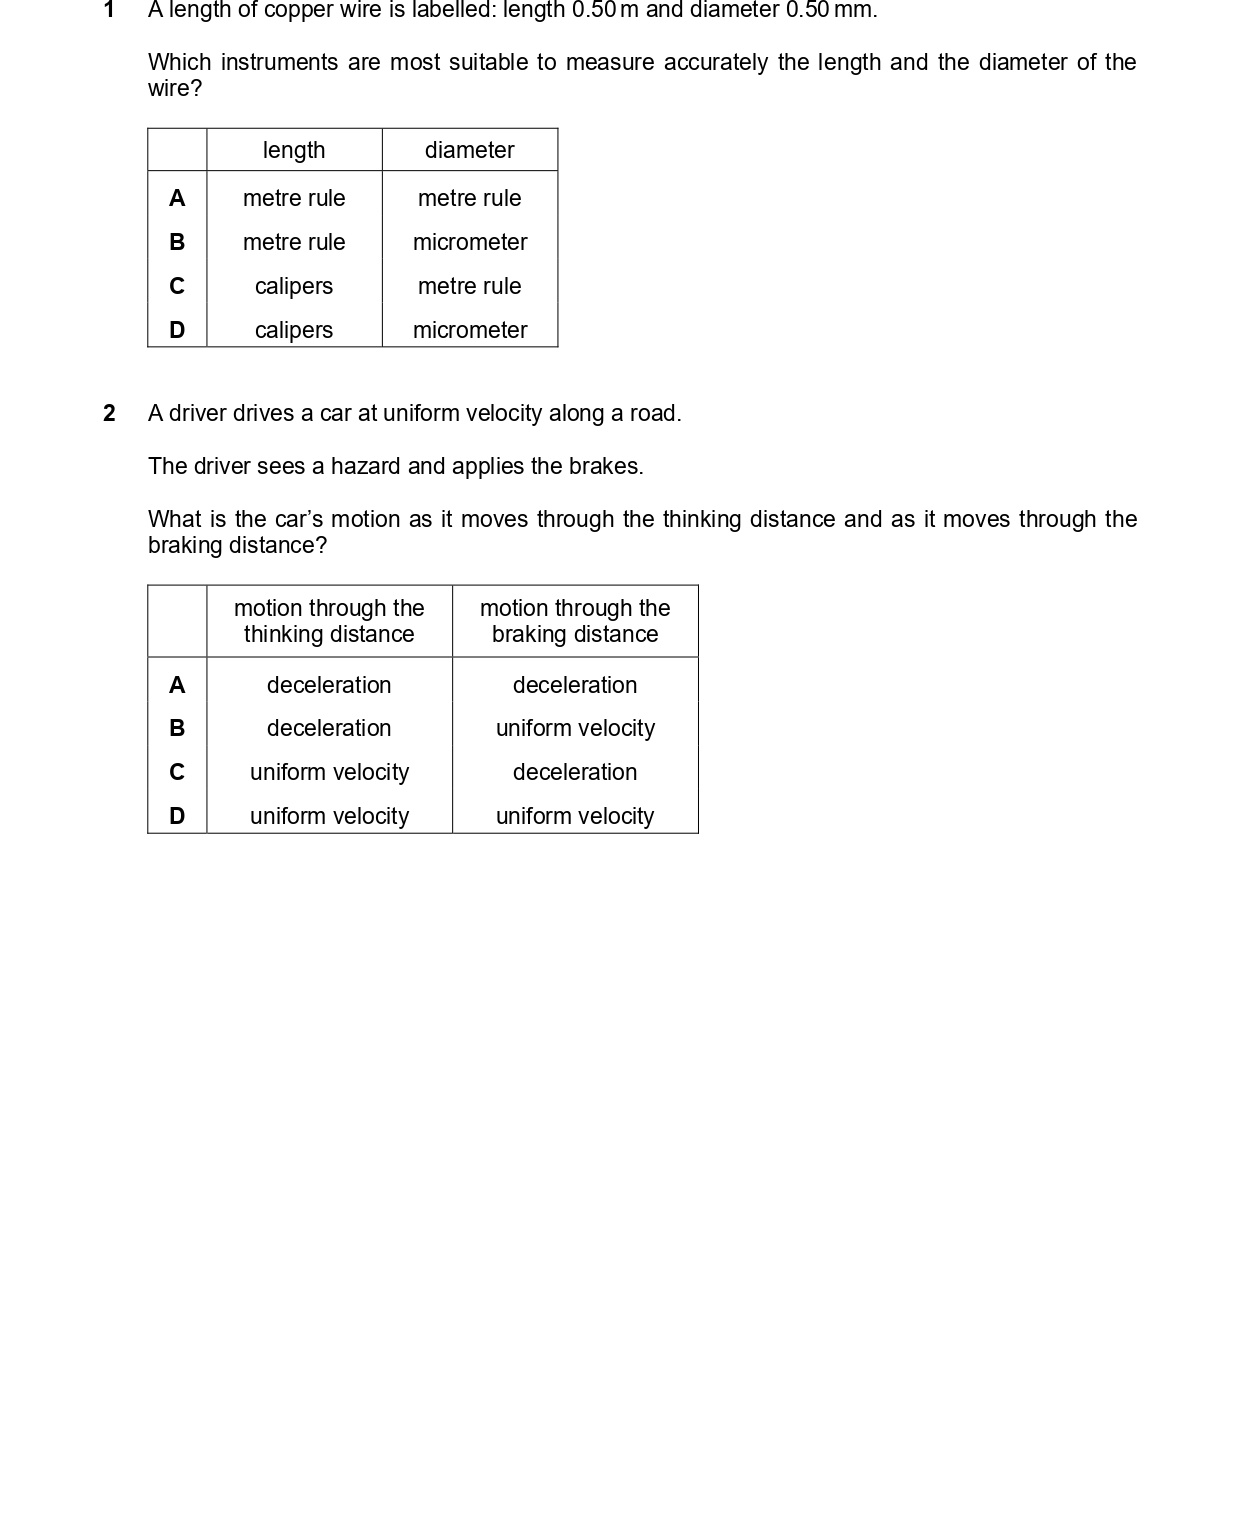 1 A length of copper wire is labelled: length 0.50 m and diameter 0.50 mm.
Which instruments are most suitable to measure accurately the length and the diameter of the
wire?
length diameter
A metre rule metre rule
B metre rule micrometer
C calipers metre rule
D calipers micrometer
2 A driver drives a car at uniform velocity along a road.
The driver sees a hazard and applies the brakes.
What is the car’s motion as it moves through the thinking distance and as it moves through the
braking distance?
motion through the motion through the
thinking distance braking distance
A deceleration deceleration
B deceleration uniform velocity
C uniform velocity deceleration
D uniform velocity uniform velocity